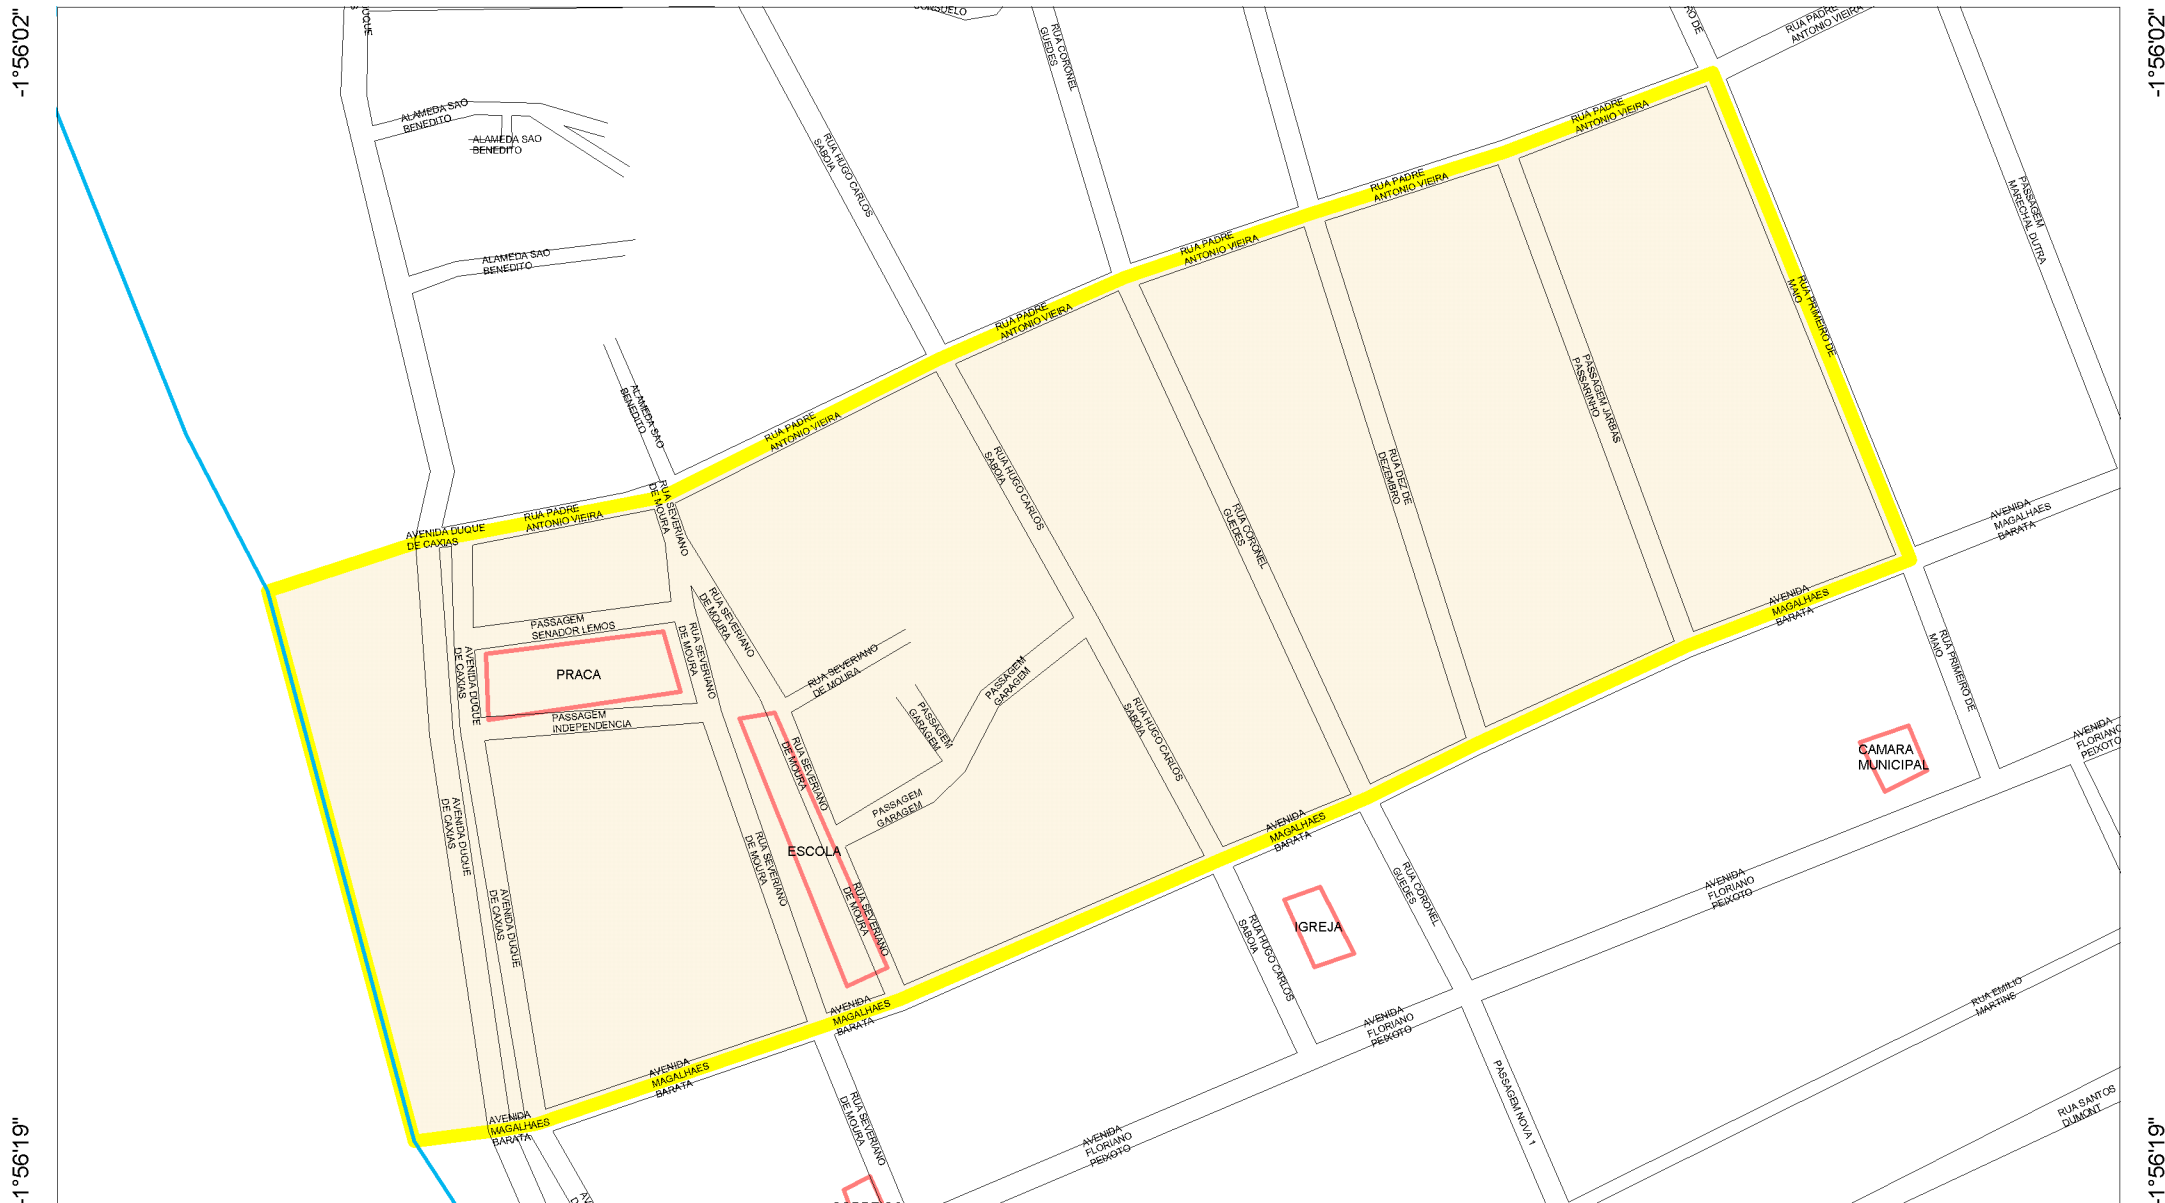 -1°56'02"
-1°56'02"
CONSUELO
RUA CORONEL
GUEDES
RUA PADRE
ANTONIO VIEIRA
ALAMEDA SAO
BENEDITO
ALAMEDA SAO
BENEDITO
RUA HUGO CARLOS
SABOIA
RUA PADRE
ANTONIO VIEIRA
RUA PADRE
ANTONIO VIEIRA
PASSAGEM
MARECHAL DUTRA
ALAMEDA SAO
BENEDITO
RUA PADRE
ANTONIO VIEIRA
RUA PRIMEIRO DE
MAIO
RUA PADRE
ANTONIO VIEIRA
ALAMEDA SAO
BENEDITO
RUA PADRE
ANTONIO VIEIRA
PASSAGEM JARBAS
PASSARINHO
RUA HUGO CARLOS
SABOIA
RUA DEZ DE
DEZEMBRO
RUA CORONEL
GUEDES
AVENIDA DUQUE
DE CAXIAS
RUA PADRE
ANTONIO VIEIRA
RUA SEVERIANO
DE MOURA
AVENIDA
MAGALHAES
BARATA
RUA SEVERIANO
DE MOURA
AVENIDA
MAGALHAES
BARATA
PASSAGEM
SENADOR LEMOS
RUA SEVERIANO
DE MOURA
AVENIDA DUQUE
DE CAXIAS
PRACA
RUA SEVERIANO
DE MOURA
PASSAGEM
GARAGEM
PASSAGEM
GARAGEM
RUA PRIMEIRO DE
MAIO
PASSAGEM
INDEPENDENCIA
RUA HUGO CARLOS
SABOIA
RUA SEVERIANO
DE MOURA
AVENIDA
FLORIANO
PEIXOTO
CAMARA
MUNICIPAL
PASSAGEM
GARAGEM
AVENIDA DUQUE
DE CAXIAS
RUA SEVERIANO
DE MOURA
ESCOLA
AVENIDA
MAGALHAES
BARATA
RUA CORONEL
GUEDES
AVENIDA
FLORIANO
PEIXOTO
AVENIDA DUQUE
DE CAXIAS
RUA SEVERIANO
DE MOURA
IGREJA
RUA HUGO CARLOS
SABOIA
AVENIDA
MAGALHAES
BARATA
RUA EMILIO
MARTINS
AVENIDA
FLORIANO
PEIXOTO
AVENIDA
MAGALHAES
BARATA
PASSAGEM NOVA 1
RUA SEVERIANO
DE MOURA
AVENIDA
MAGALHAES
BARATA
AVENIDA
FLORIANO
PEIXOTO
RUA SANTOS
DUMONT
-1°56'19"
-1°56'19"